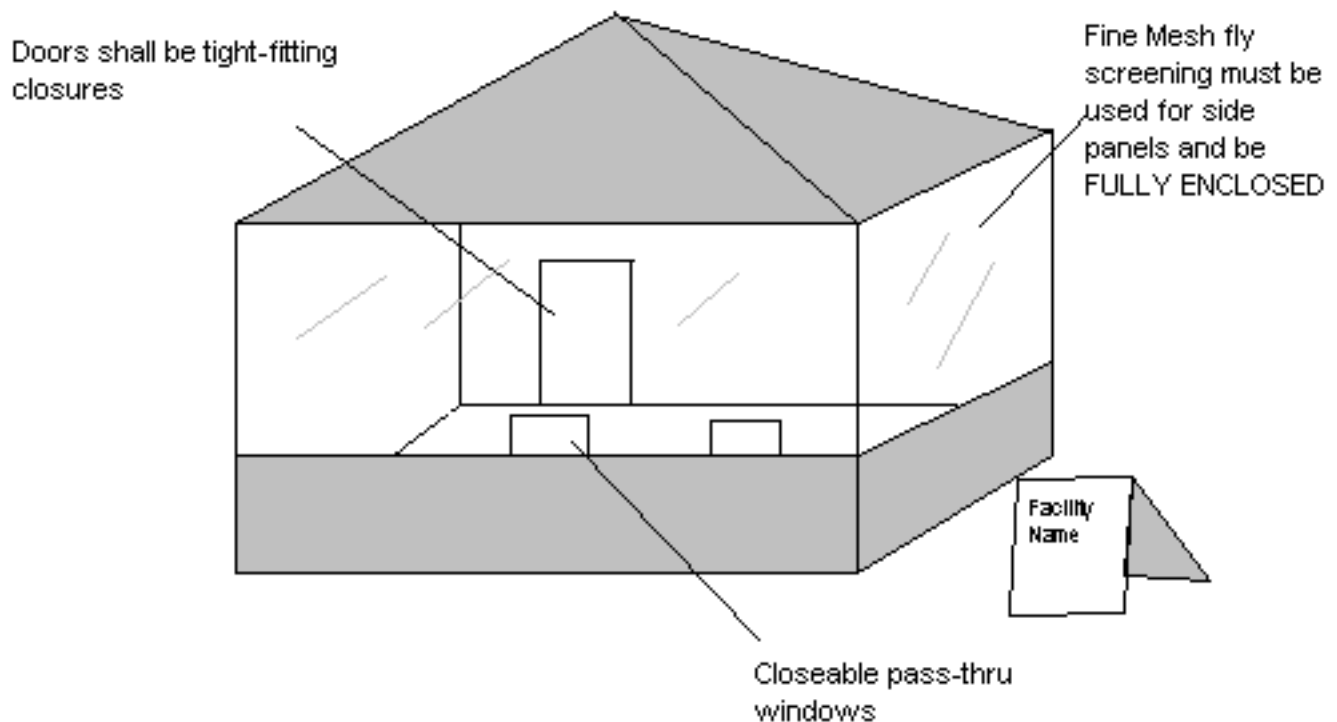 Doors shall be tight-fitting
closures
Fine Mesh fly
screening must be
used for side
panels and be
FULLY ENCLOSED
Facility
Name
Closeable pass-thru
windows